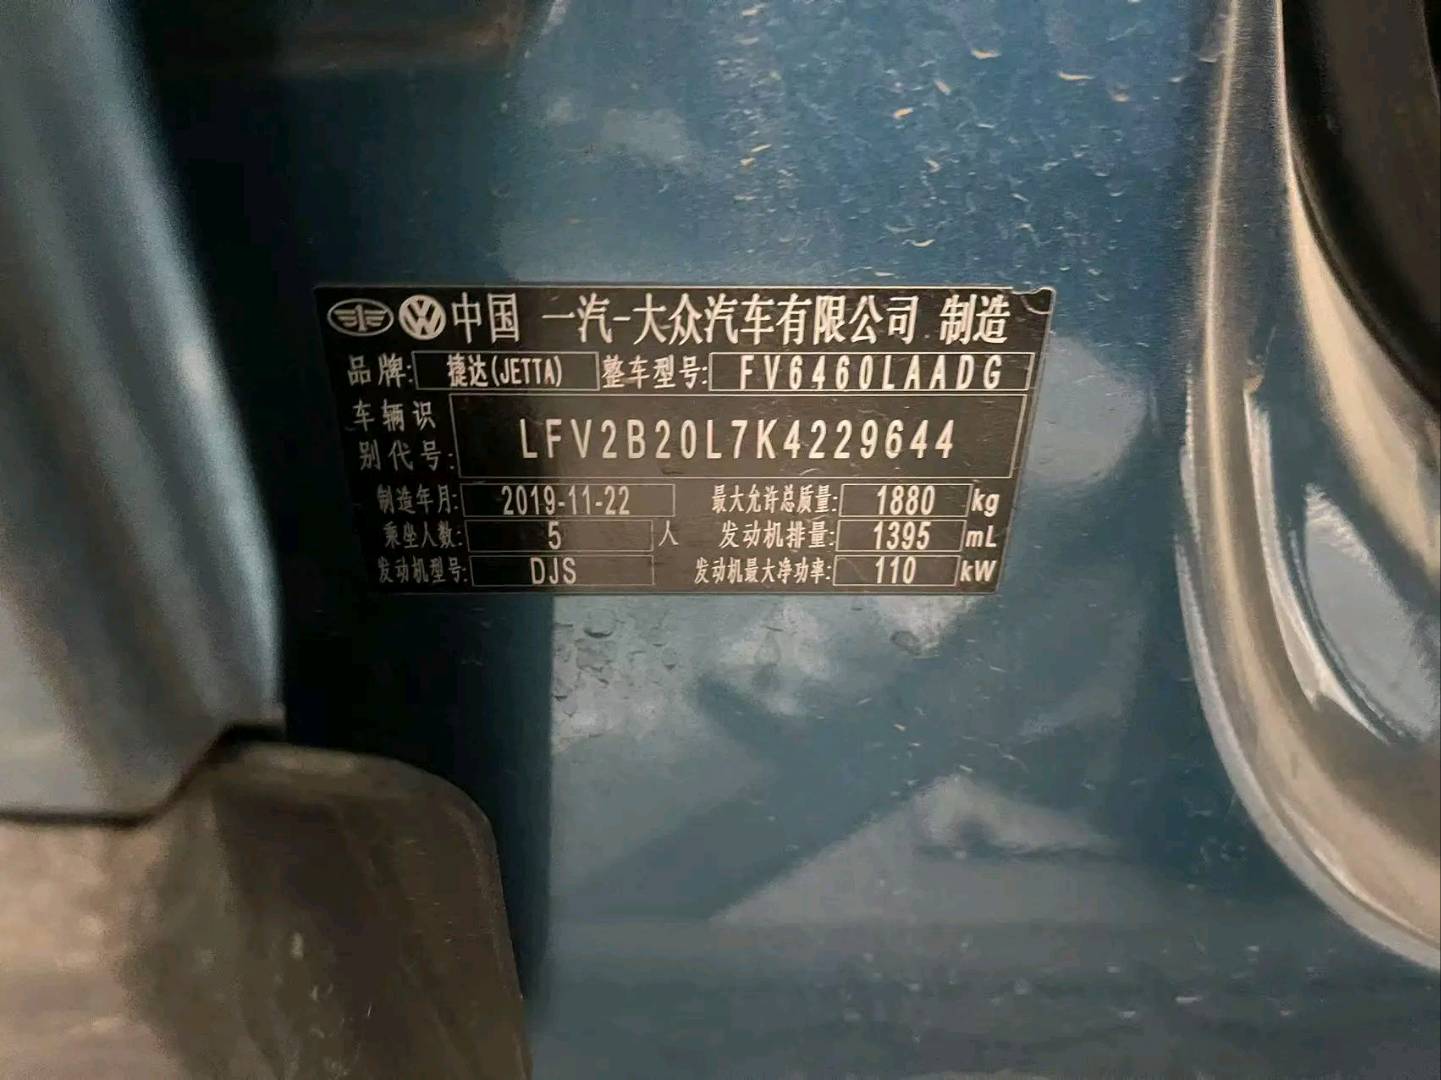 中国 一汽-大众汽车有限公司 制造
品牌: 捷达(JETTA) 整车型号: FV6460LAADG
车辆识别代号: LFV2B20L7K4229644
制造年月: 2019-11-22 最大允许总质量: 1880 kg
乘坐人数: 5 人 发动机排量: 1395 mL
发动机型号: DJS 发动机最大净功率: 110 kW